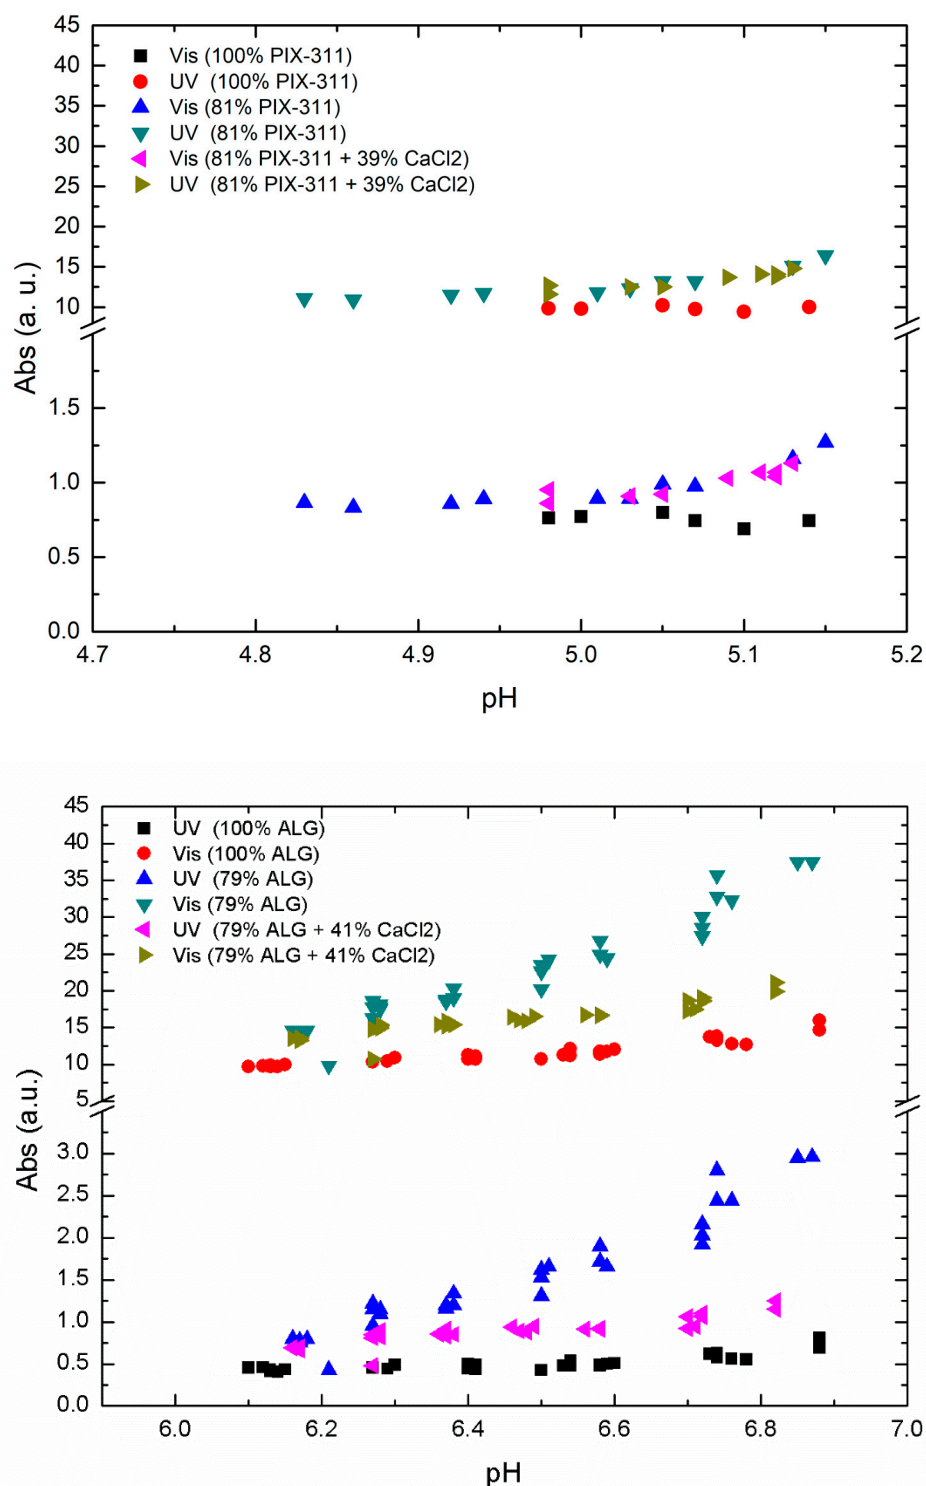 45
40
35
30
25
20
15
10
1.5
1.0
0.5
0.0
Abs (a. u.)
Vis (100% PIX-311)
UV (100% PIX-311)
Vis (81% PIX-311)
UV (81% PIX-311)
Vis (81% PIX-311 + 39% CaCl2)
UV (81% PIX-311 + 39% CaCl2)
4.7 4.8 4.9 5.0 5.1 5.2
pH
45
40
35
30
25
20
15
10
5
3.0
2.5
2.0
1.5
1.0
0.5
0.0
Abs (a.u.)
UV (100% ALG)
Vis (100% ALG)
UV (79% ALG)
Vis (79% ALG)
UV (79% ALG + 41% CaCl2)
Vis (79% ALG + 41% CaCl2)
6.0 6.2 6.4 6.6 6.8 7.0
pH